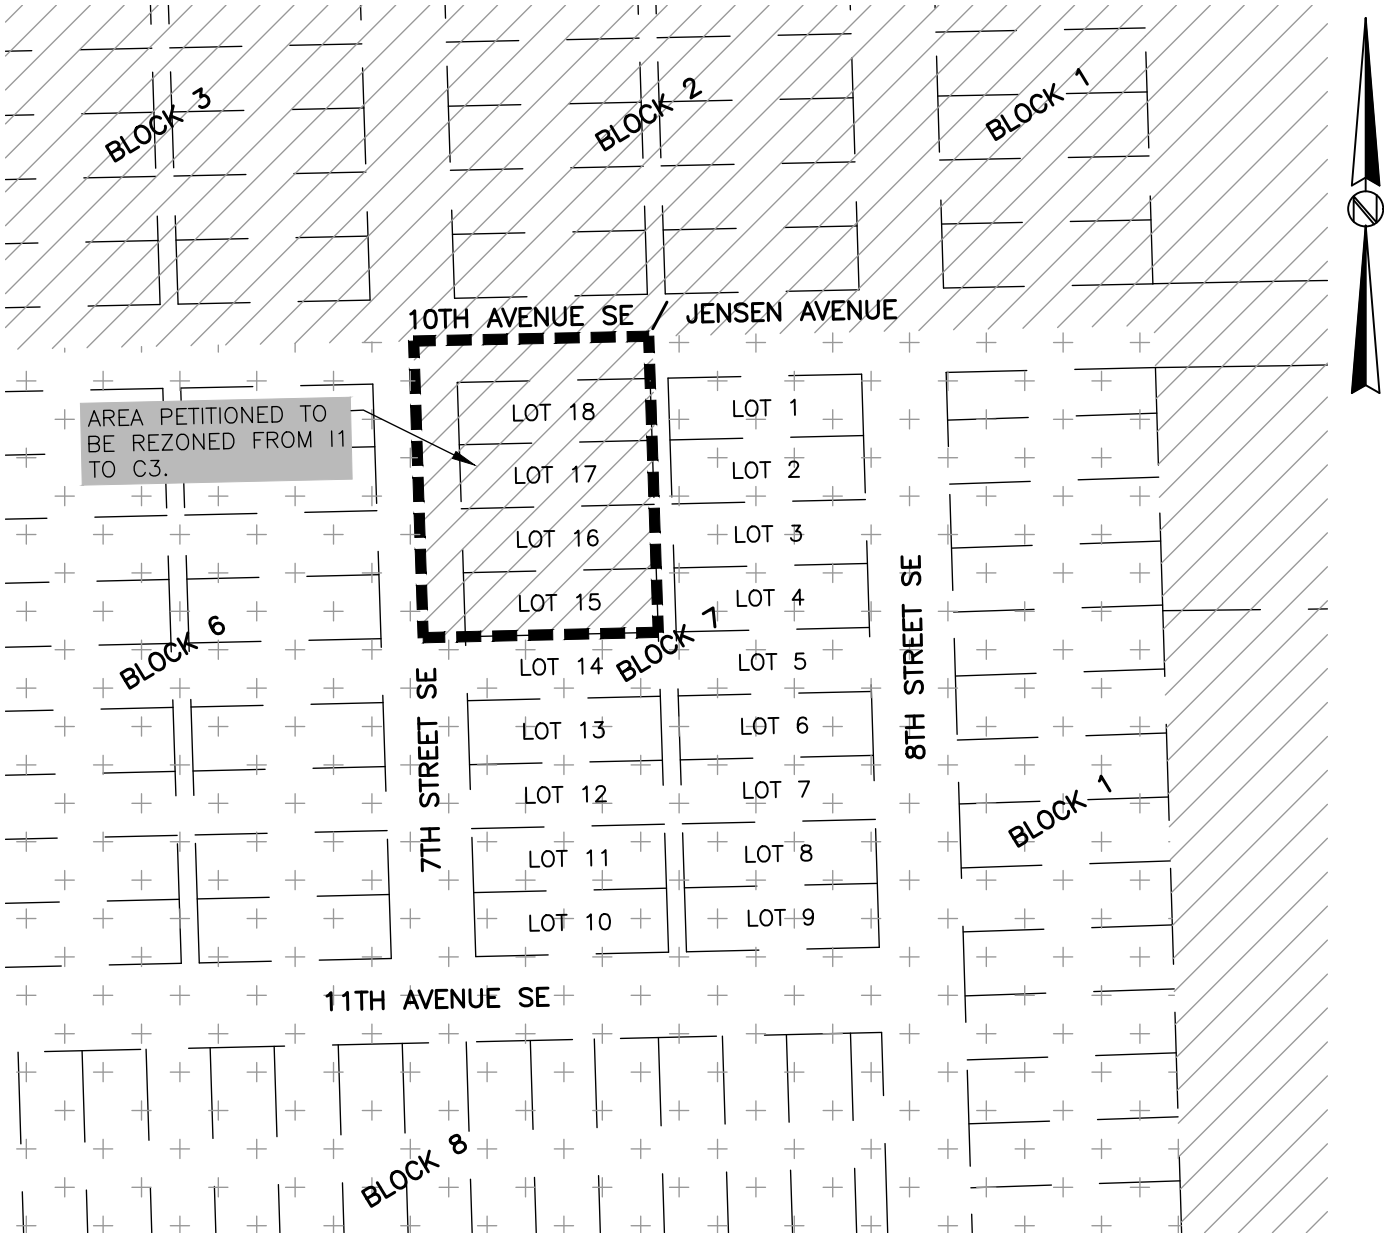 BLOCK 3
BLOCK 2
BLOCK 1
10TH AVENUE SE / JENSEN AVENUE
AREA PETITIONED TO
BE REZONED FROM I1
TO C3.
LOT 18
LOT 1
LOT 17
LOT 2
LOT 16
LOT 3
LOT 15
LOT 4
BLOCK 6
BLOCK 7
LOT 14
LOT 5
LOT 13
LOT 6
LOT 12
LOT 7
LOT 11
LOT 8
LOT 10
LOT 9
7TH STREET SE
8TH STREET SE
BLOCK 1
11TH AVENUE SE
BLOCK 8
N